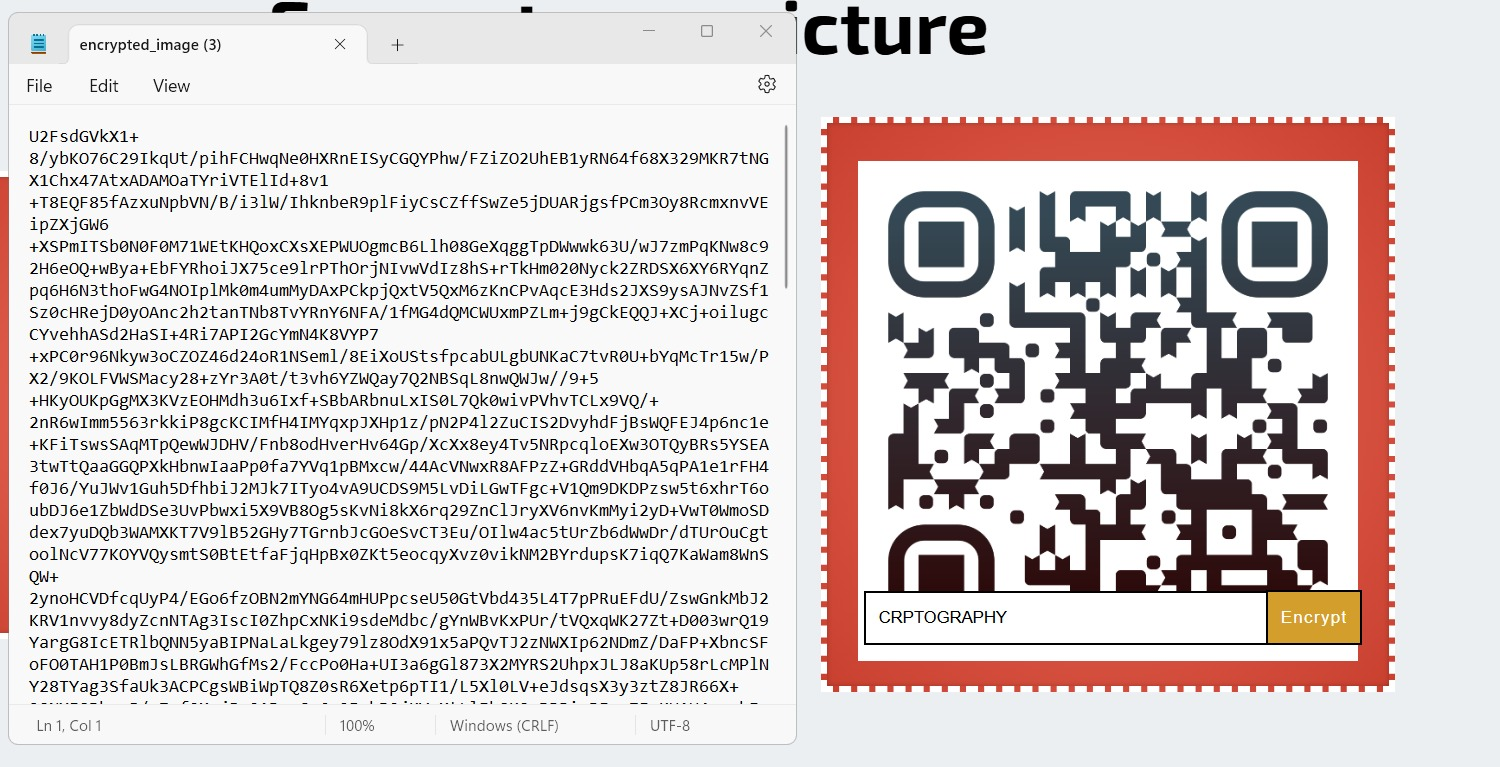 icture
encrypted_image (3)
File Edit View
U2FsdGVkX1+
8/ybKO76C29IkqUt/pihFCHwqNe0HXRnEISyCGQYPhw/FZiZO2UhEB1yRN64f68X329MKR7tNG
X1Chx47AtxADAMOaTYriVTElId+8v1
+T8EQF85fAzxuNpbVN/B/i3lW/IhknbeR9plFiyCsCZffSwZe5jDUARjgsfPCm3Oy8RcmxnvVE
ipZXjGW6
+XSPmITSb0N0F0M71WEtKHQoxCXsXEPWUOgmcB6Llh08GeXqggTpDWwwk63U/wJ7zmPqKNw8c9
2H6eOQ+wBya+EbFYRhoiJX75ce9lrPThOrjNIvwVdIz8hS+rTkHm020Nyck2ZRDSX6XY6RYqnZ
pq6H6N3thoFwG4NOIplMk0m4umMyDAxPCkpjQxtV5QxM6zKnCPvAqcE3Hds2JXS9ysAJNvZSf1
Sz0cHRejD0yOAnc2h2tanTNb8TvYRnY6NFA/1fMG4dQMCWUxmPZLm+j9gCkEQQJ+XCj+oilugc
CYvehhASd2HaSI+4Ri7API2GcYmN4K8VYP7
+xPC0r96Nkyw3oCZOZ46d24oR1NSeml/8EiXoUStsfpcabULgbUNKaC7tvR0U+bYqMcTr15w/P
X2/9KOLFVWSMacy28+zYr3A0t/t3vh6YZWQay7Q2NBSqL8nwQWJw//9+5
+HKyOUKpGgMX3KVzEOHMdh3u6Ixf+SBbARbnuLxIS0L7Qk0wivPVhvTCLx9VQ/+
2nR6wImm5563rkkiP8gcKCIMfH4IMYqxpJXHp1z/pN2P4l2ZuCIS2DvyhdFjBsWQFEJ4p6nc1e
+KFiTswsSAqMTpQewWJDHV/Fnb8odHverHv64Gp/XcXx8ey4Tv5NRpcqloEXw3OTQyBRs5YSEA
3twTtQaaGGQPXkHbnwIaaPp0fa7YVq1pBMxcw/44AcVNwxR8AFPzZ+GRddVHbqA5qPA1e1rFH4
f0J6/YuJWv1Guh5DfhbiJ2MJk7ITyo4vA9UCDS9M5LvDiLGwTFgc+V1Qm9DKDPzsw5t6xhrT6o
ubDJ6e1ZbWdDSe3UvPbwxi5X9VB8Og5sKvNi8kX6rq29ZnClJryXV6nvKmMyi2yD+VwT0WmoSD
dex7yuDQb3WAMXKT7V9lB52GHy7TGrnbJcGOeSvCT3Eu/OIlw4ac5tUrZb6dWwDr/dTUrOuCgt
oolNcV77KOYVQysmtS0BtEtfaFjqHpBx0ZKt5eocqyXvz0vikNM2BYrdupsK7iqQ7KaWam8WnS
QW+
2ynoHCVDfcqUyP4/EGo6fzOBN2mYNG64mHUPpcseU50GtVbd435L4T7pPRuEFdU/ZswGnkMbJ2
KRV1nvvy8dyZcnNTAg3IscI0ZhpCxNKi9sdeMdbc/gYnWBvKxPUr/tVQxqWK27Zt+D003wrQ19
YargG8IcETRlbQNN5yaBIPNaLaLkgey79lz8OdX91x5aPQvTJ2zNWXIp62NDmZ/DaFP+XbncSF
oFO0TAH1P0BmJsLBRGWhGfMs2/FccPo0Ha+UI3a6gGl873X2MYRS2UhpxJLJ8aKUp58rLcMPlN
Y28TYag3SfaUk3ACPCgsWBiWpTQ8Z0sR6Xetp6pTI1/L5Xl0LV+eJdsqsX3y3ztZ8JR66X+
Ln 1, Col 1 100% Windows (CRLF) UTF-8
CRPTOGRAPHY Encrypt